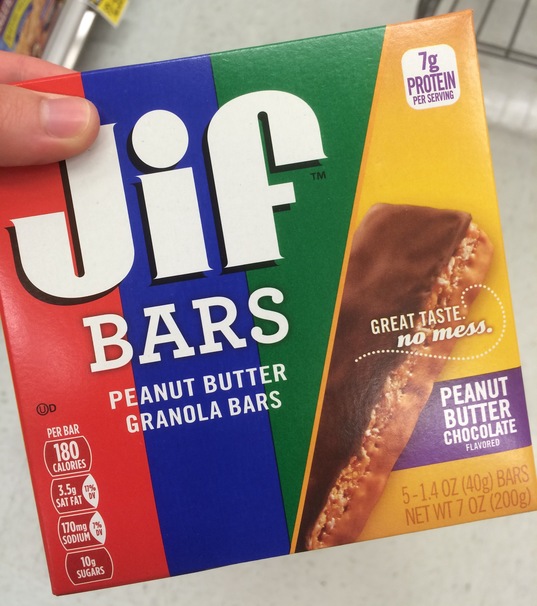 7g
PROTEIN
PER SERVING
Jif™
BARS
PEANUT BUTTER
GRANOLA BARS
GREAT TASTE.
no mess.
PEANUT
BUTTER
CHOCOLATE
FLAVORED
5-1.4 OZ (40g) BARS
NET WT 7 OZ (200g)
UD
PER BAR
180
CALORIES
3.5g
SAT FAT
17%
DV
170mg
SODIUM
7%
DV
10g
SUGARS